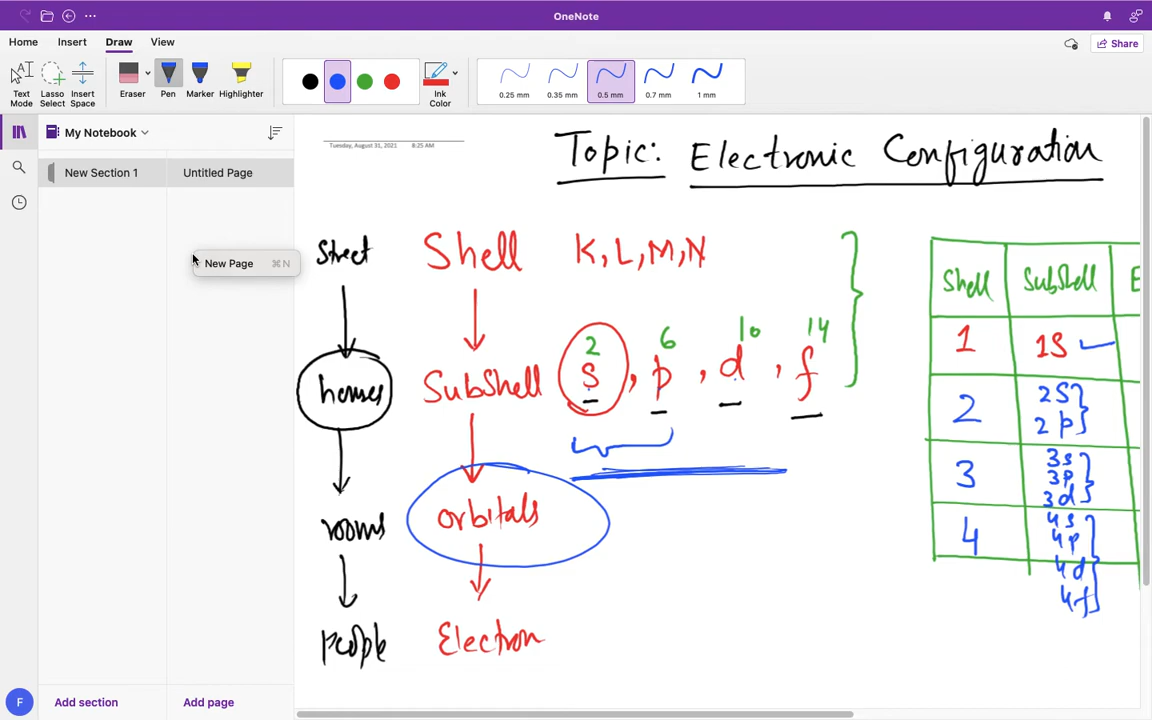 OneNote
Home Insert Draw View
Share
Text Mode
Lasso Select
Insert Space
Eraser
Pen
Marker
Highlighter
Ink Color
0.25 mm
0.35 mm
0.5 mm
0.7 mm
1 mm
My Notebook
New Section 1
Untitled Page
New Page ⌘N
Tuesday, August 31, 2021 8:25 AM
Topic: Electronic Configuration
Street Shell K, L, M, N
2 6 10 14
homes SubShell s, p, d, f
rooms orbitals
people Electron
Shell SubShell E
1 1S
2 2S
2p
3 3s
3p
3d
4 4s
4p
4d
4f
F
Add section
Add page